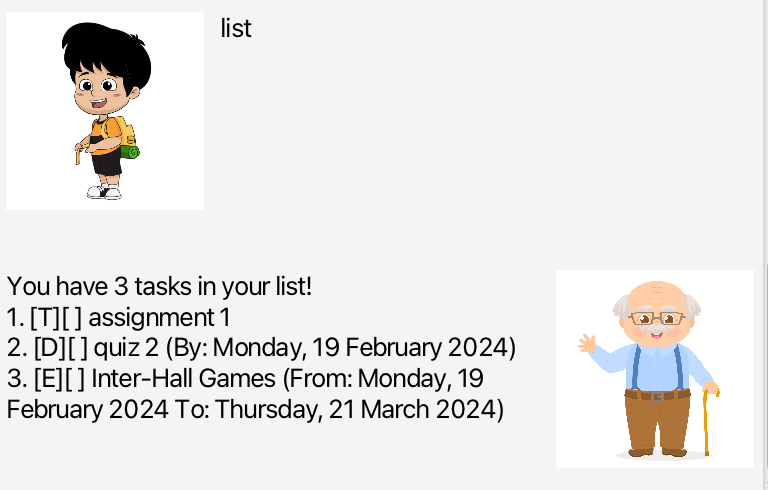 list
You have 3 tasks in your list!
1. [T][ ] assignment 1
2. [D][ ] quiz 2 (By: Monday, 19 February 2024)
3. [E][ ] Inter-Hall Games (From: Monday, 19
February 2024 To: Thursday, 21 March 2024)